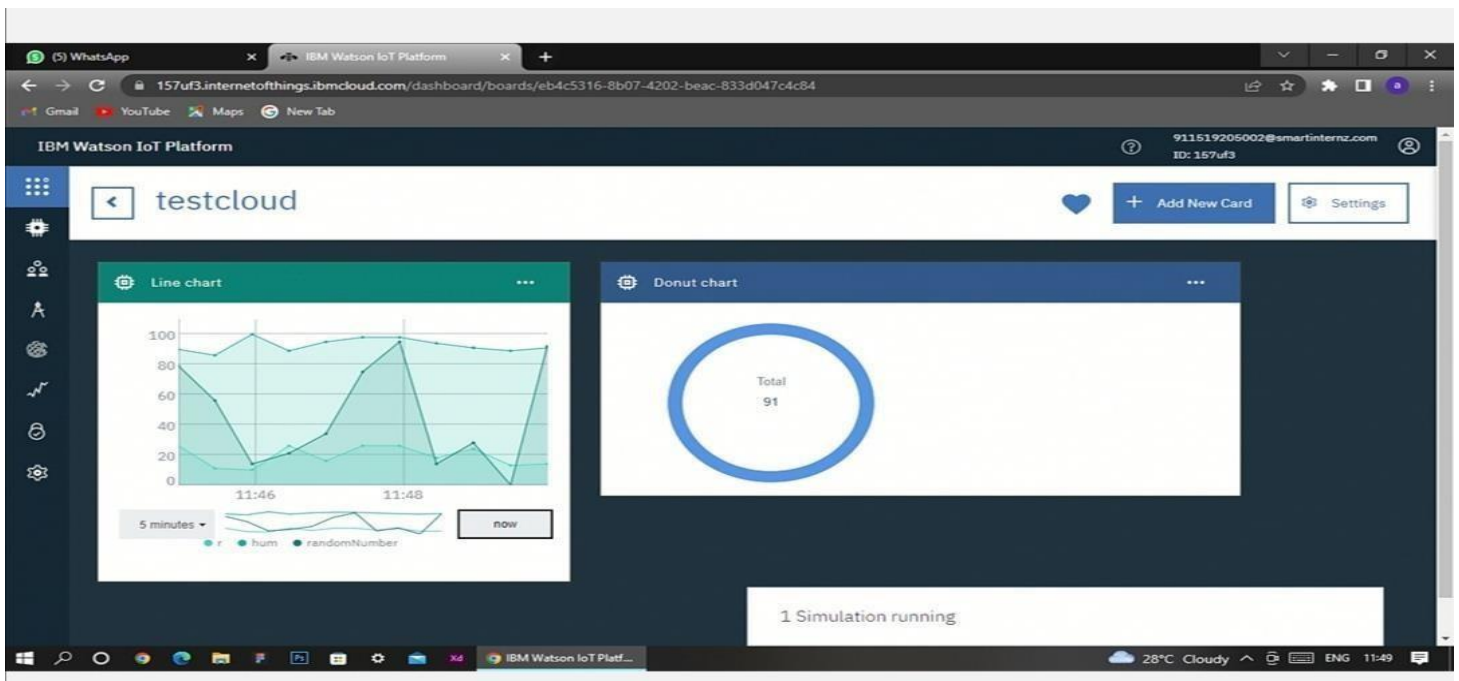 (5) WhatsApp
IBM Watson IoT Platform
157uf3.internetofthings.ibmcloud.com/dashboard/boards/eb4c5316-8b07-4202-beac-833d047c4c84
Gmail YouTube Maps New Tab
IBM Watson IoT Platform
911519205002@smartinternz.com
ID: 157uf3
testcloud
+ Add New Card
Settings
Line chart
Donut chart
100
80
60
40
20
0
11:46 11:48
Total
91
5 minutes
now
r hum randomNumber
1 Simulation running
IBM Watson IoT Platf...
28°C Cloudy
ENG
11:49